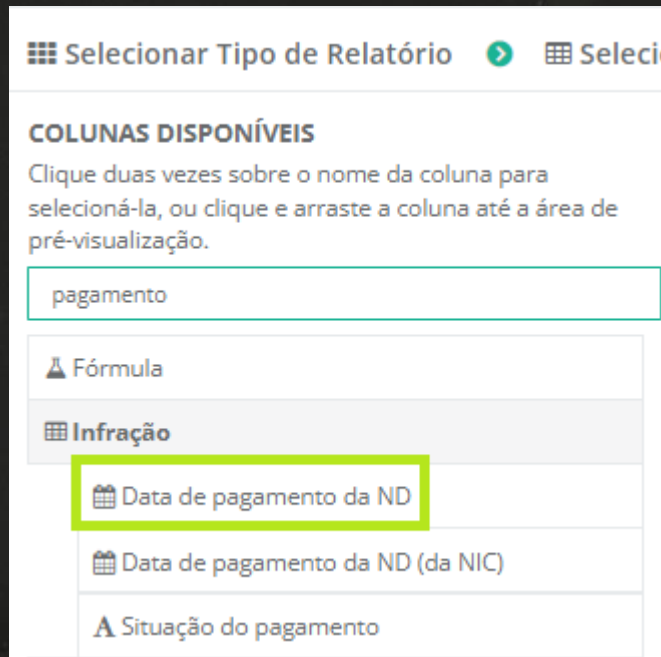 Selecionar Tipo de Relatório Seleci
COLUNAS DISPONÍVEIS
Clique duas vezes sobre o nome da coluna para
selecioná-la, ou clique e arraste a coluna até a área de
pré-visualização.
pagamento
Fórmula
Infração
Data de pagamento da ND
Data de pagamento da ND (da NIC)
Situação do pagamento